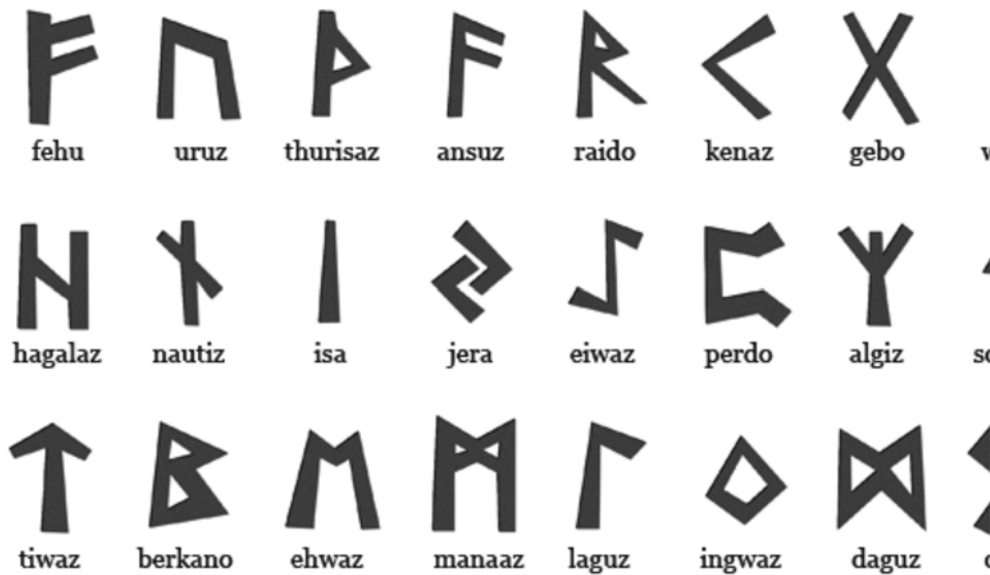 ᚠ ᚢ ᚦ ᚨ ᚱ ᚲ ᚷ
fehu uruz thurisaz ansuz raido kenaz gebo
ᚺ ᚾ ᛁ ᛃ ᛇ ᛈ ᛉ
hagalaz nautiz isa jera eiwaz perdo algiz
ᛏ ᛒ ᛖ ᛗ ᛚ ᛜ ᛞ
tiwaz berkano ehwaz manaaz laguz ingwaz daguz